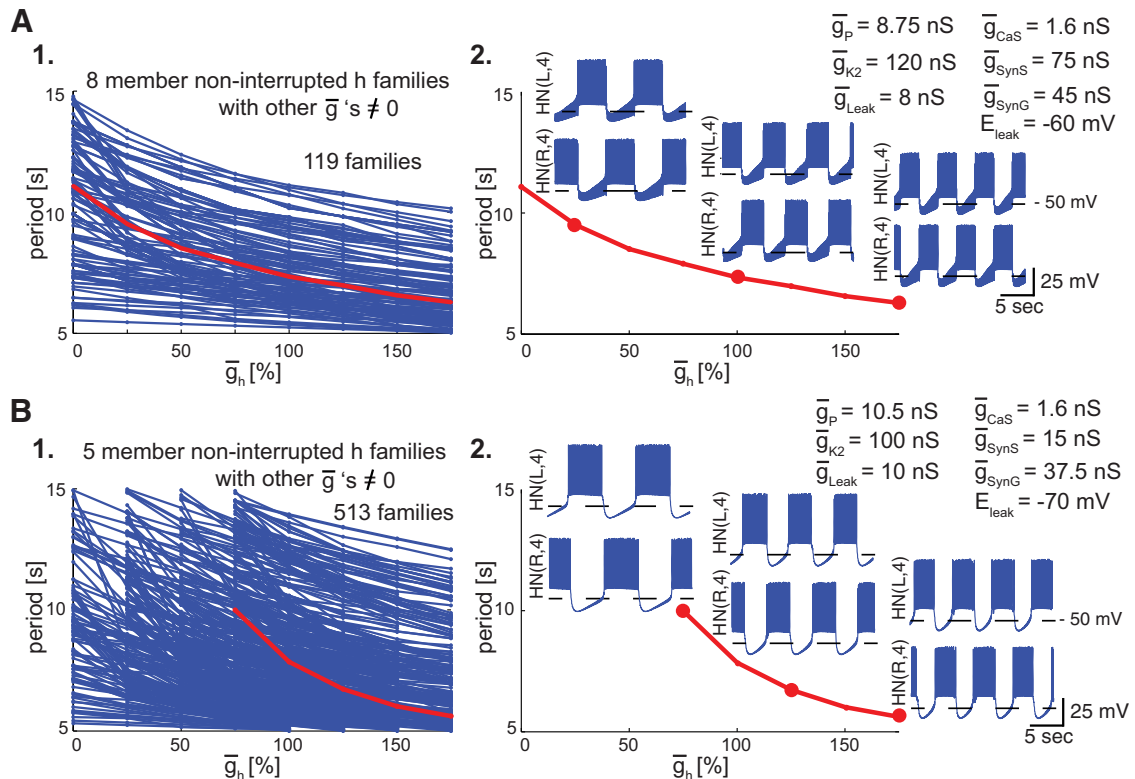 A
1.
8 member non-interrupted h families
with other g̅ 's ≠ 0
119 families
15
10
5
period [s]
0
50
100
150
g̅h [%]
2.
g̅P = 8.75 nS
g̅K2 = 120 nS
g̅Leak = 8 nS
g̅CaS = 1.6 nS
g̅SynS = 75 nS
g̅SynG = 45 nS
Eleak = -60 mV
HN(L,4)
HN(R,4)
HN(L,4)
HN(R,4)
HN(L,4)
HN(R,4)
- 50 mV
25 mV
5 sec
15
10
5
period [s]
0
50
100
150
g̅h [%]
B
1.
5 member non-interrupted h families
with other g̅ 's ≠ 0
513 families
15
10
5
period [s]
0
50
100
150
g̅h [%]
2.
g̅P = 10.5 nS
g̅K2 = 100 nS
g̅Leak = 10 nS
g̅CaS = 1.6 nS
g̅SynS = 15 nS
g̅SynG = 37.5 nS
Eleak = -70 mV
HN(L,4)
HN(R,4)
HN(L,4)
HN(R,4)
HN(L,4)
HN(R,4)
- 50 mV
25 mV
5 sec
15
10
5
period [s]
0
50
100
150
g̅h [%]